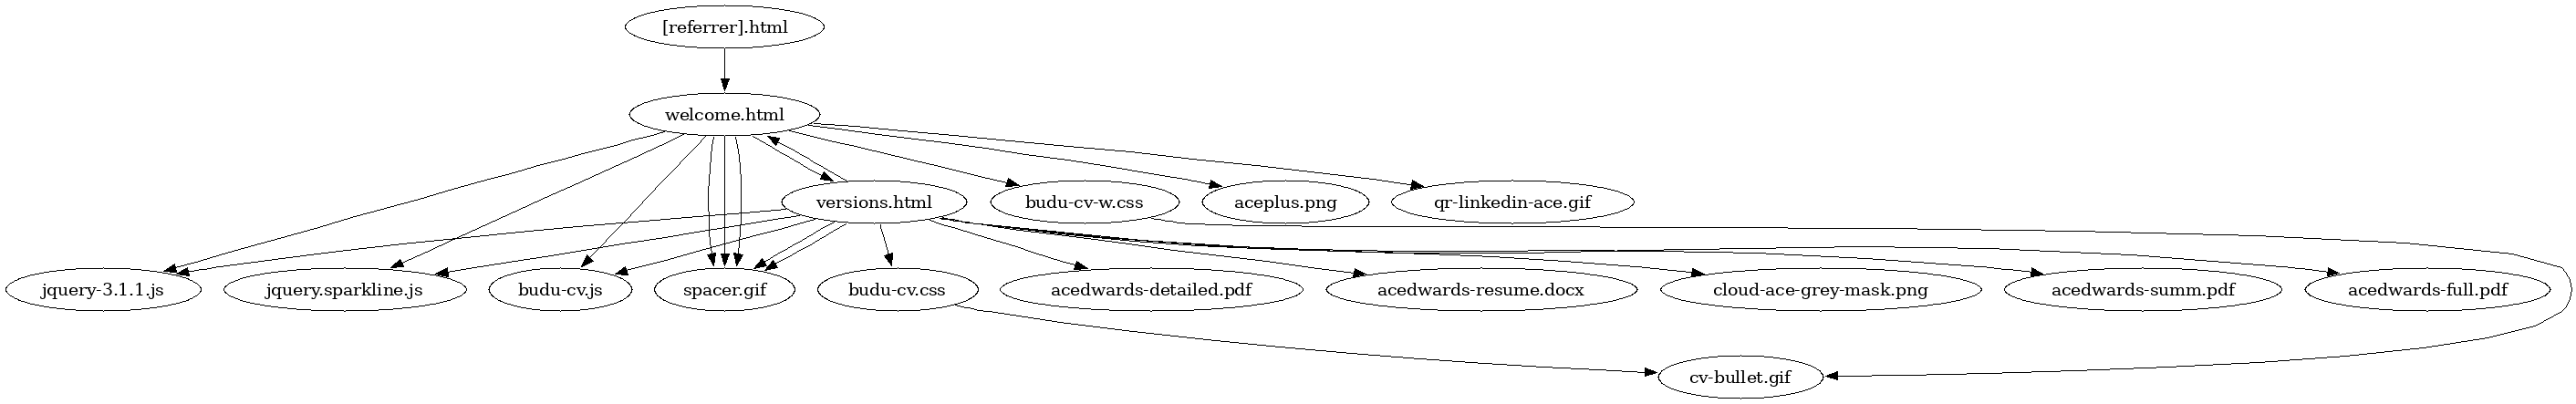 [referrer].html
welcome.html
versions.html
budu-cv-w.css
aceplus.png
qr-linkedin-ace.gif
jquery-3.1.1.js
jquery.sparkline.js
budu-cv.js
spacer.gif
budu-cv.css
acedwards-detailed.pdf
acedwards-resume.docx
cloud-ace-grey-mask.png
acedwards-summ.pdf
acedwards-full.pdf
cv-bullet.gif